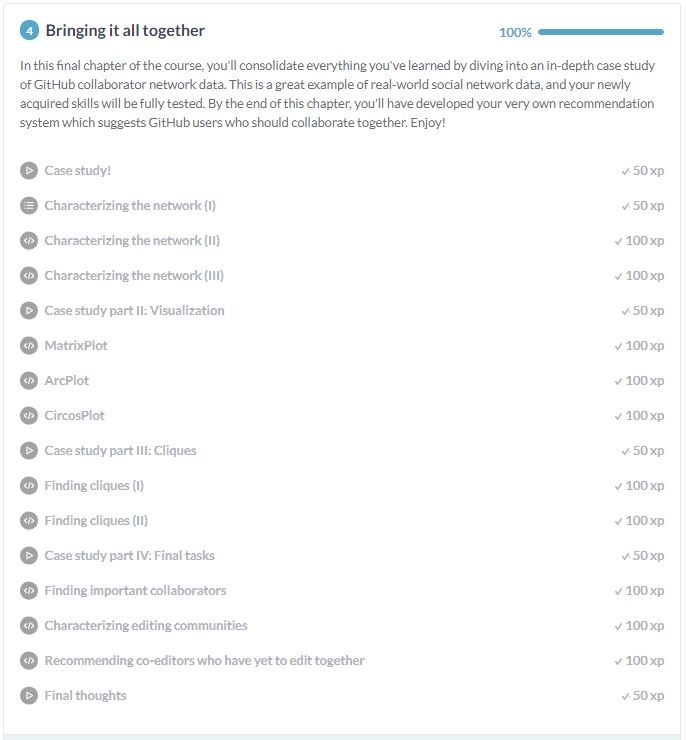 4 Bringing it all together 100%
In this final chapter of the course, you'll consolidate everything you've learned by diving into an in-depth case study
of GitHub collaborator network data. This is a great example of real-world social network data, and your newly
acquired skills will be fully tested. By the end of this chapter, you'll have developed your very own recommendation
system which suggests GitHub users who should collaborate together. Enjoy!
Case study! 50 xp
Characterizing the network (I) 50 xp
Characterizing the network (II) 100 xp
Characterizing the network (III) 100 xp
Case study part II: Visualization 50 xp
MatrixPlot 100 xp
ArcPlot 100 xp
CircosPlot 100 xp
Case study part III: Cliques 50 xp
Finding cliques (I) 100 xp
Finding cliques (II) 100 xp
Case study part IV: Final tasks 50 xp
Finding important collaborators 100 xp
Characterizing editing communities 100 xp
Recommending co-editors who have yet to edit together 100 xp
Final thoughts 50 xp